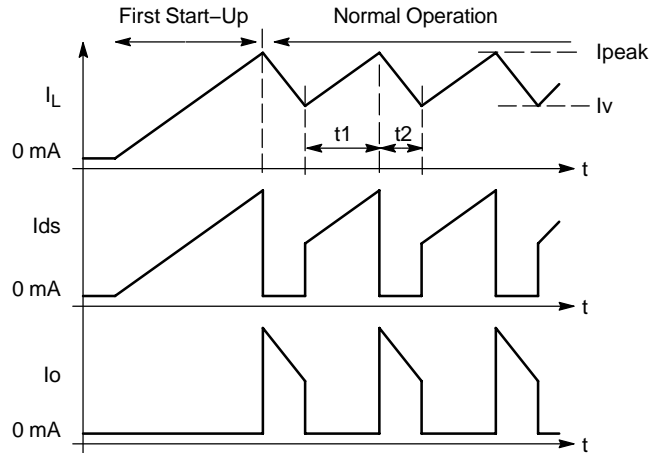 First Start–Up
Normal Operation
Ipeak
IL
Iv
t1
t2
0 mA
t
Ids
0 mA
t
Io
0 mA
t